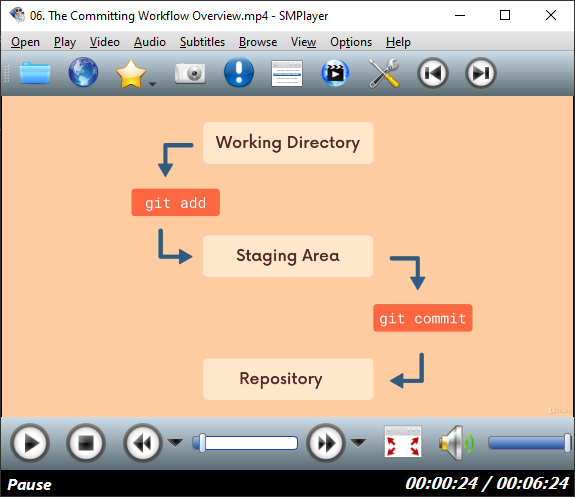 06. The Committing Workflow Overview.mp4 - SMPlayer
Open Play Video Audio Subtitles Browse View Options Help
Working Directory
git add
Staging Area
git commit
Repository
Pause 00:00:24 / 00:06:24